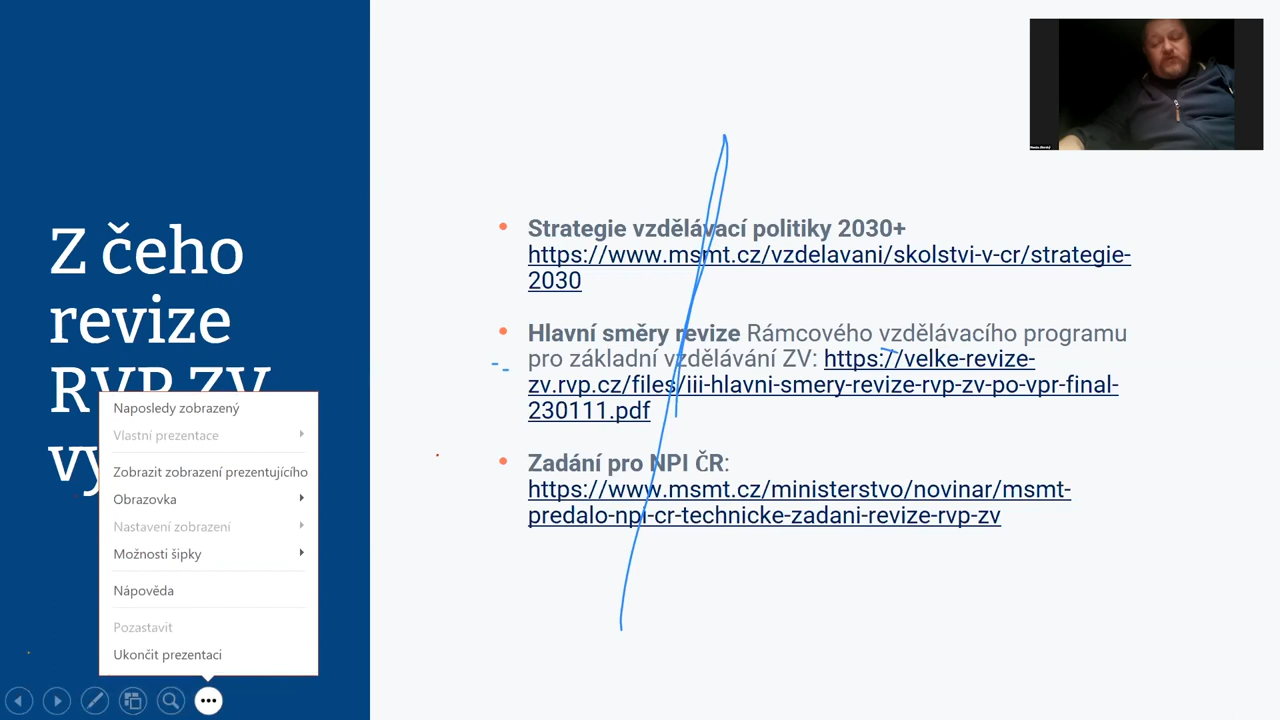 Z čeho
revize
RVP ZV
Strategie vzdělávací politiky 2030+
https://www.msmt.cz/vzdelavani/skolstvi-v-cr/strategie-
2030
Hlavní směry revize Rámcového vzdělávacího programu
pro základní vzdělávání ZV: https://velke-revize-
zv.rvp.cz/files/iii-hlavni-smery-revize-rvp-zv-po-vpr-final-
230111.pdf
Zadání pro NPI ČR:
https://www.msmt.cz/ministerstvo/novinar/msmt-
predalo-npi-cr-technicke-zadani-revize-rvp-zv
Naposledy zobrazený
Vlastní prezentace
Zobrazit zobrazení prezentujícího
Obrazovka
Nastavení zobrazení
Možnosti šipky
Nápověda
Pozastavit
Ukončit prezentaci